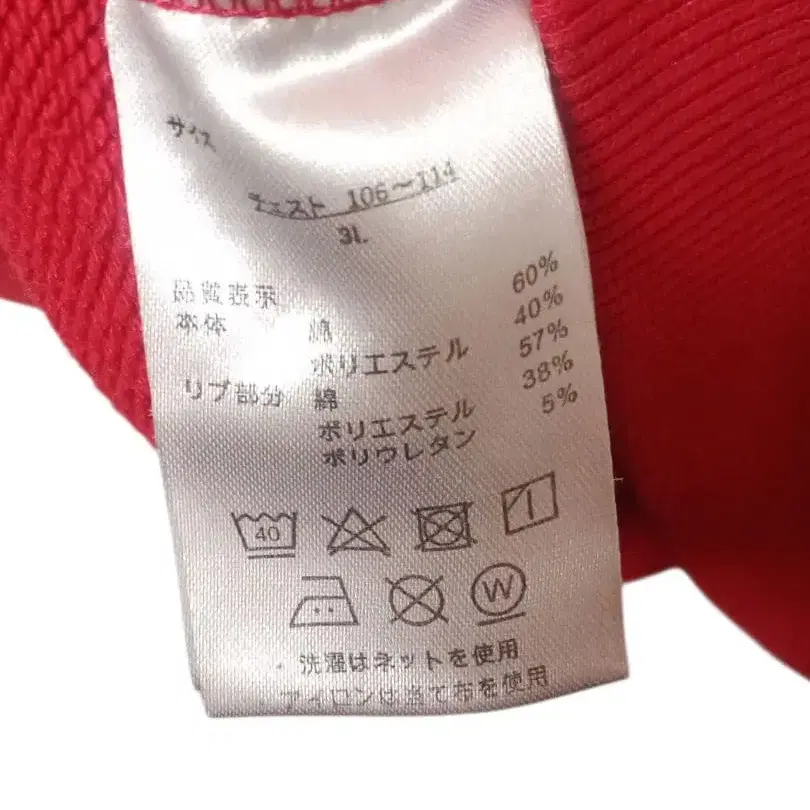 サイズ
チェスト 106〜114
3L
品質表示
本体 綿 60%
ポリエステル 40%
リブ部分 綿 57%
ポリエステル 38%
ポリウレタン 5%
40
W
・洗濯はネットを使用
・アイロンは当て布を使用